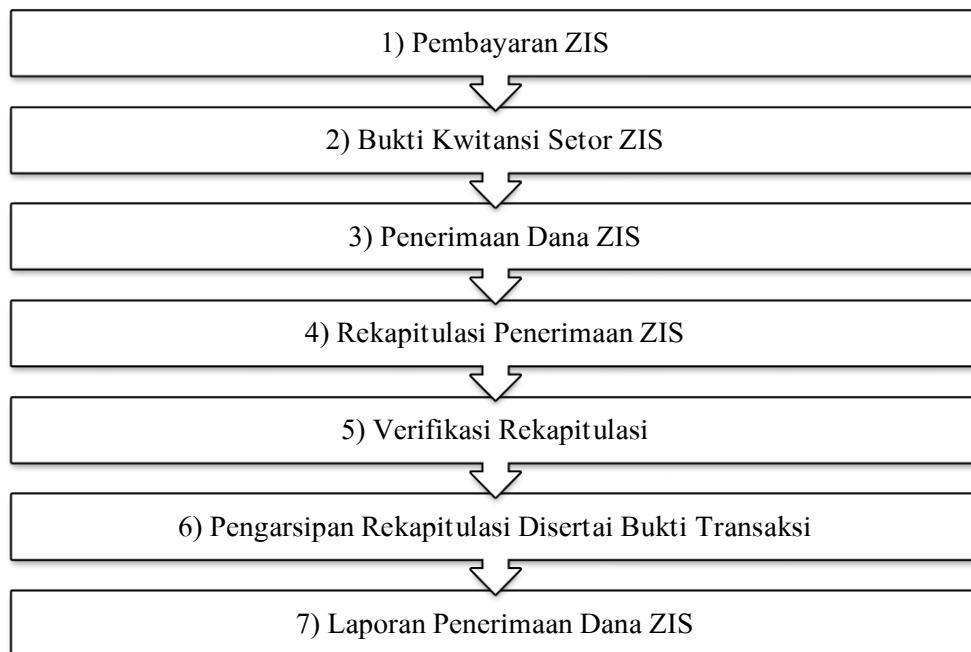 1) Pembayaran ZIS
2) Bukti Kwitansi Setor ZIS
3) Penerimaan Dana ZIS
4) Rekapitulasi Penerimaan ZIS
5) Verifikasi Rekapitulasi
6) Pengarsipan Rekapitulasi Disertai Bukti Transaksi
7) Laporan Penerimaan Dana ZIS